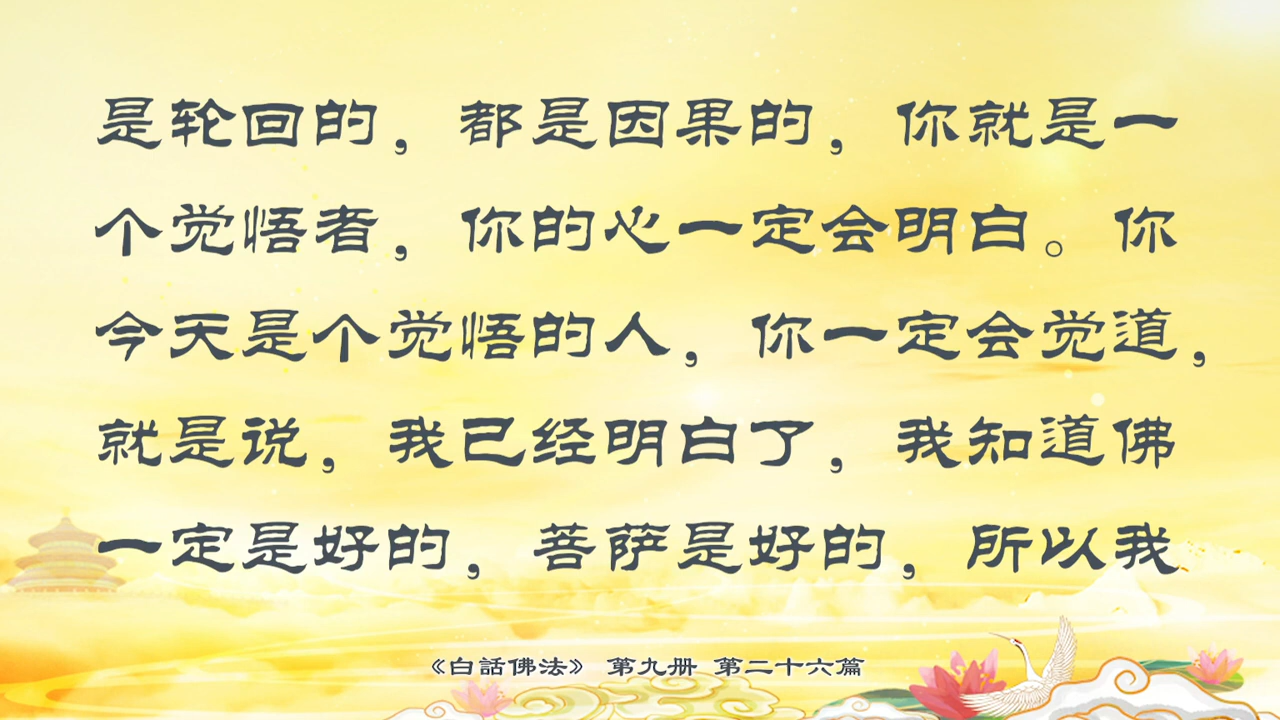 是轮回的，都是因果的，你就是一
个觉悟者，你的心一定会明白。你
今天是个觉悟的人，你一定会觉道，
就是说，我已经明白了，我知道佛
一定是好的，菩萨是好的，所以我
《白話佛法》 第九册 第二十六篇